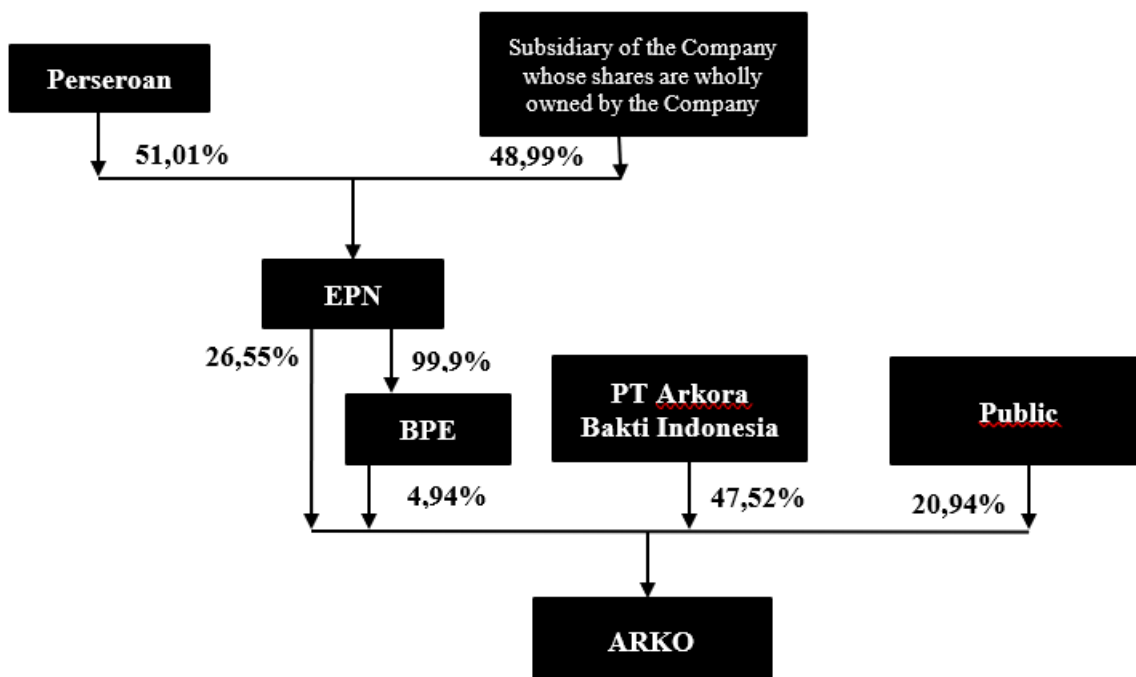 Perseroan
Subsidiary of the Company
whose shares are wholly
owned by the Company
51,01%
48,99%
EPN
26,55%
99,9%
BPE
PT Arkora
Bakti Indonesia
Public
4,94%
47,52%
20,94%
ARKO